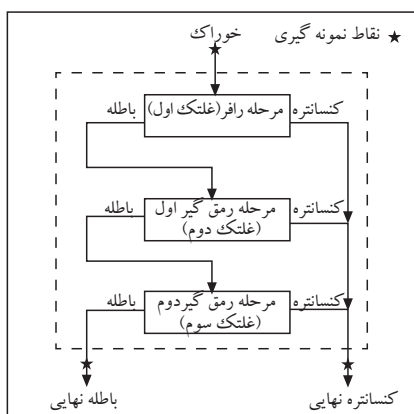 ★ نقاط نمونه گیری
خوراک
کنسانتره
مرحله رافر(غلتک اول)
باطله
کنسانتره
مرحله رمق گیر اول
(غلتک دوم)
باطله
کنسانتره
مرحله رمق گیردوم
(غلتک سوم)
باطله
کنسانتره نهایی
باطله نهایی